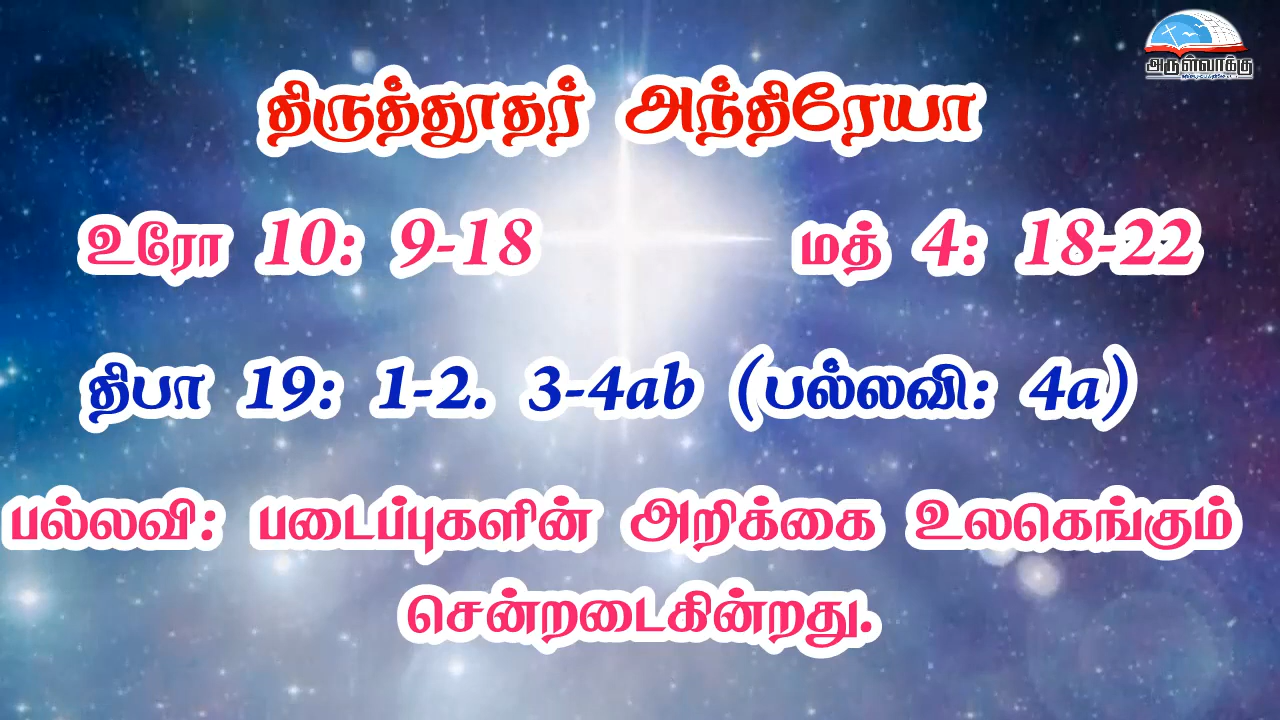 அருள்வாக்கு
திருத்தூதர் அந்திரேயா
உரோ 10: 9-18 மத் 4: 18-22
திபா 19: 1-2. 3-4ab (பல்லவி: 4a)
பல்லவி: படைப்புகளின் அறிக்கை உலகெங்கும்
சென்றடைகின்றது.